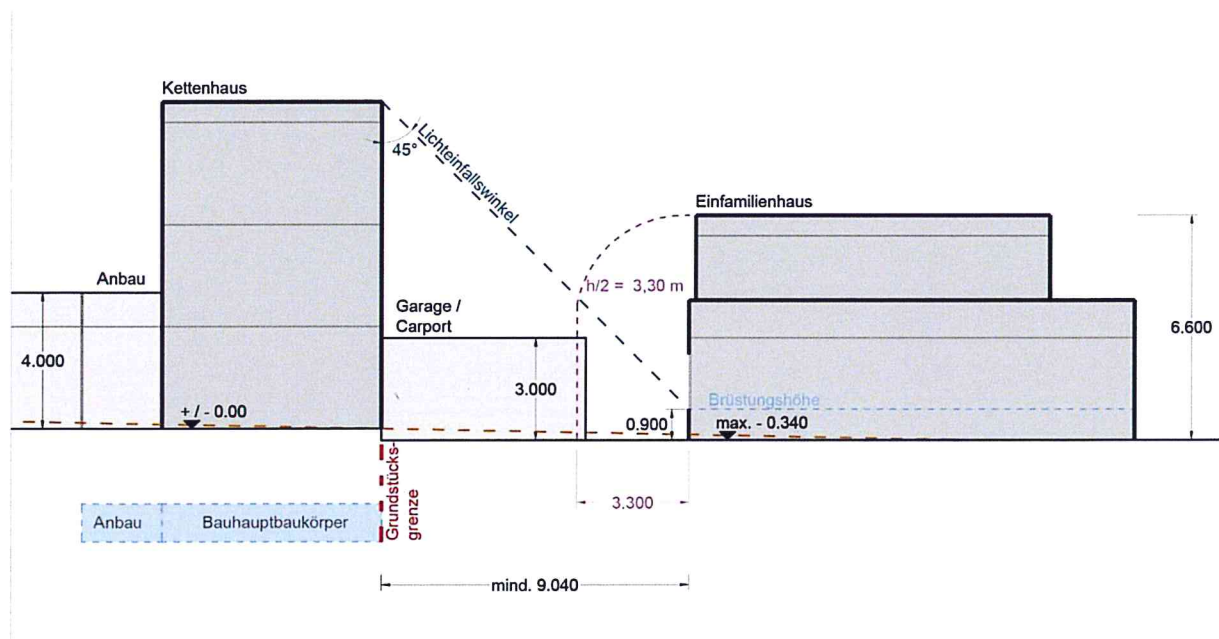 Kettenhaus
45°
Lichteinfallswinkel
Einfamilienhaus
Anbau
h/2 = 3,30 m
Garage /
Carport
4.000
3.000
6.600
+ / - 0.00
0.900
Brüstungshöhe
max. - 0.340
Grundstücks-
grenze
3.300
Anbau
Bauhauptbaukörper
mind. 9.040